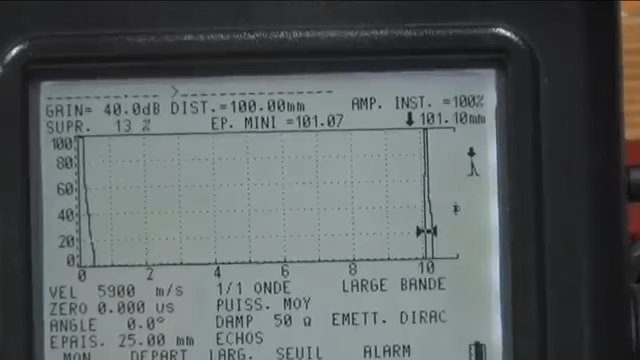 GAIN= 40.0dB DIST.=100.00mm AMP. INST. =100%
SUPR. 13 % EP. MINI =101.07 101.10mm
100
80
60
40
20
0
0 2 4 6 8 10
VEL 5900 m/s 1/1 ONDE LARGE BANDE
ZERO 0.000 us PUISS. MOY
ANGLE 0.0° DAMP 50 Ω EMETT. DIRAC
EPAIS. 25.00 mm ECHOS
MON DEPART LARG. SEUIL ALARM